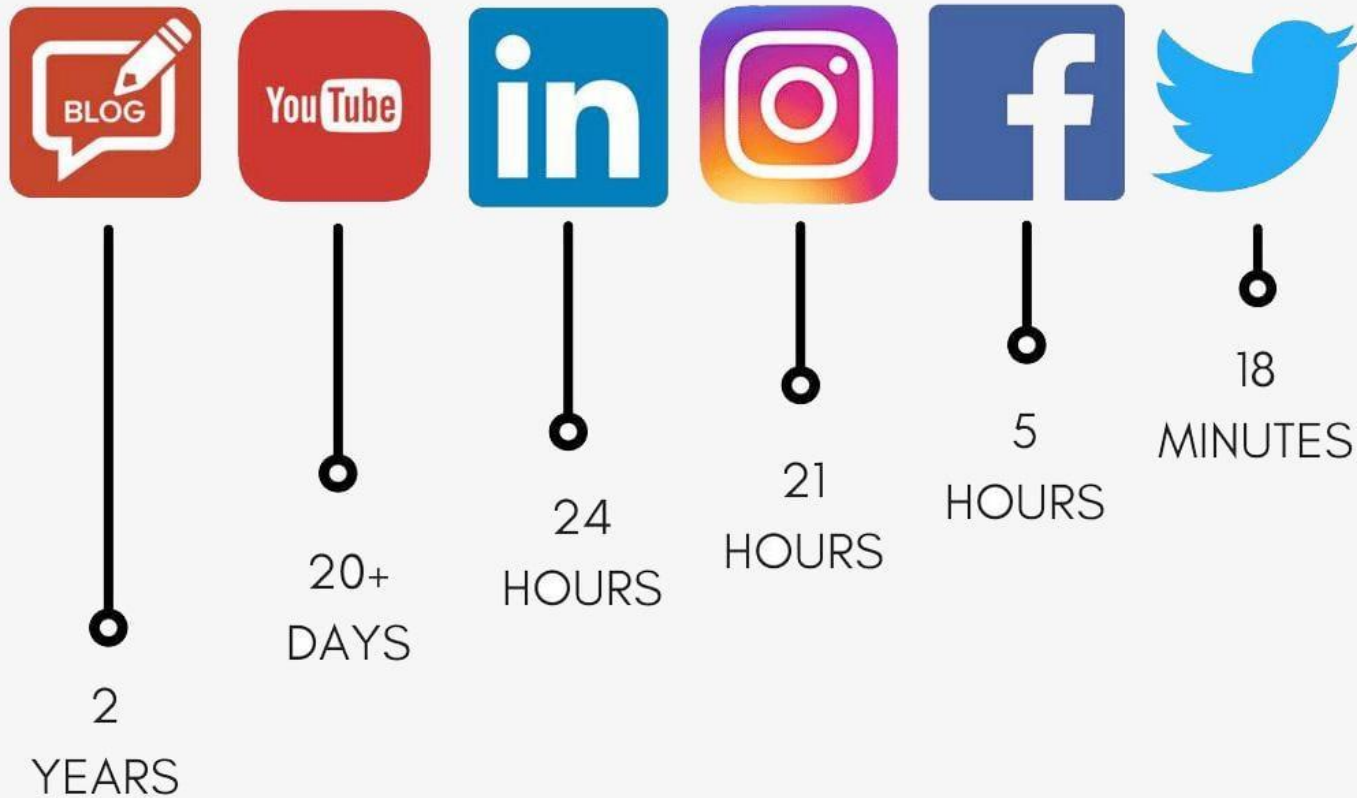 BLOG
YouTube
in
f
2
YEARS
20+
DAYS
24
HOURS
21
HOURS
5
HOURS
18
MINUTES